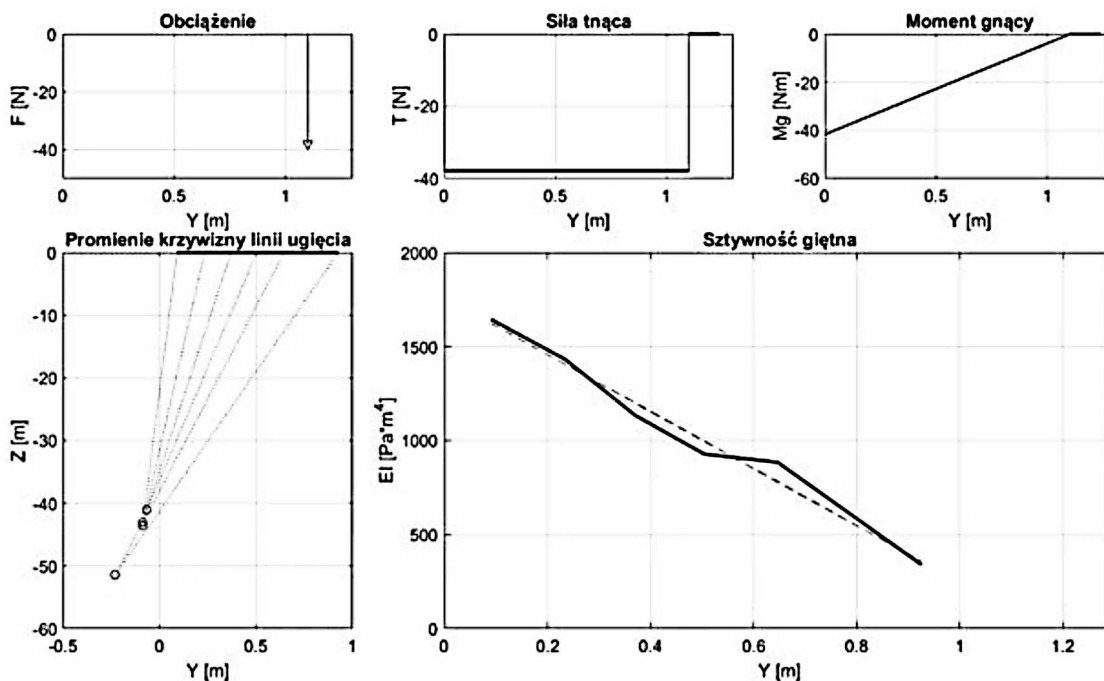 Obciążenie
F [N]
0
-20
-40
0
0.5
1
Y [m]
Siła tnąca
T [N]
0
-20
-40
0
0.5
1
Y [m]
Moment gnący
Mg [Nm]
0
-20
-40
-60
0
0.5
1
Y [m]
Promienie krzywizny linii ugięcia
Z [m]
0
-10
-20
-30
-40
-50
-60
-0.5
0
0.5
1
Y [m]
Sztywność giętna
EI [Pa*m⁴]
2000
1500
1000
500
0
0
0.2
0.4
0.6
0.8
1
1.2
Y [m]